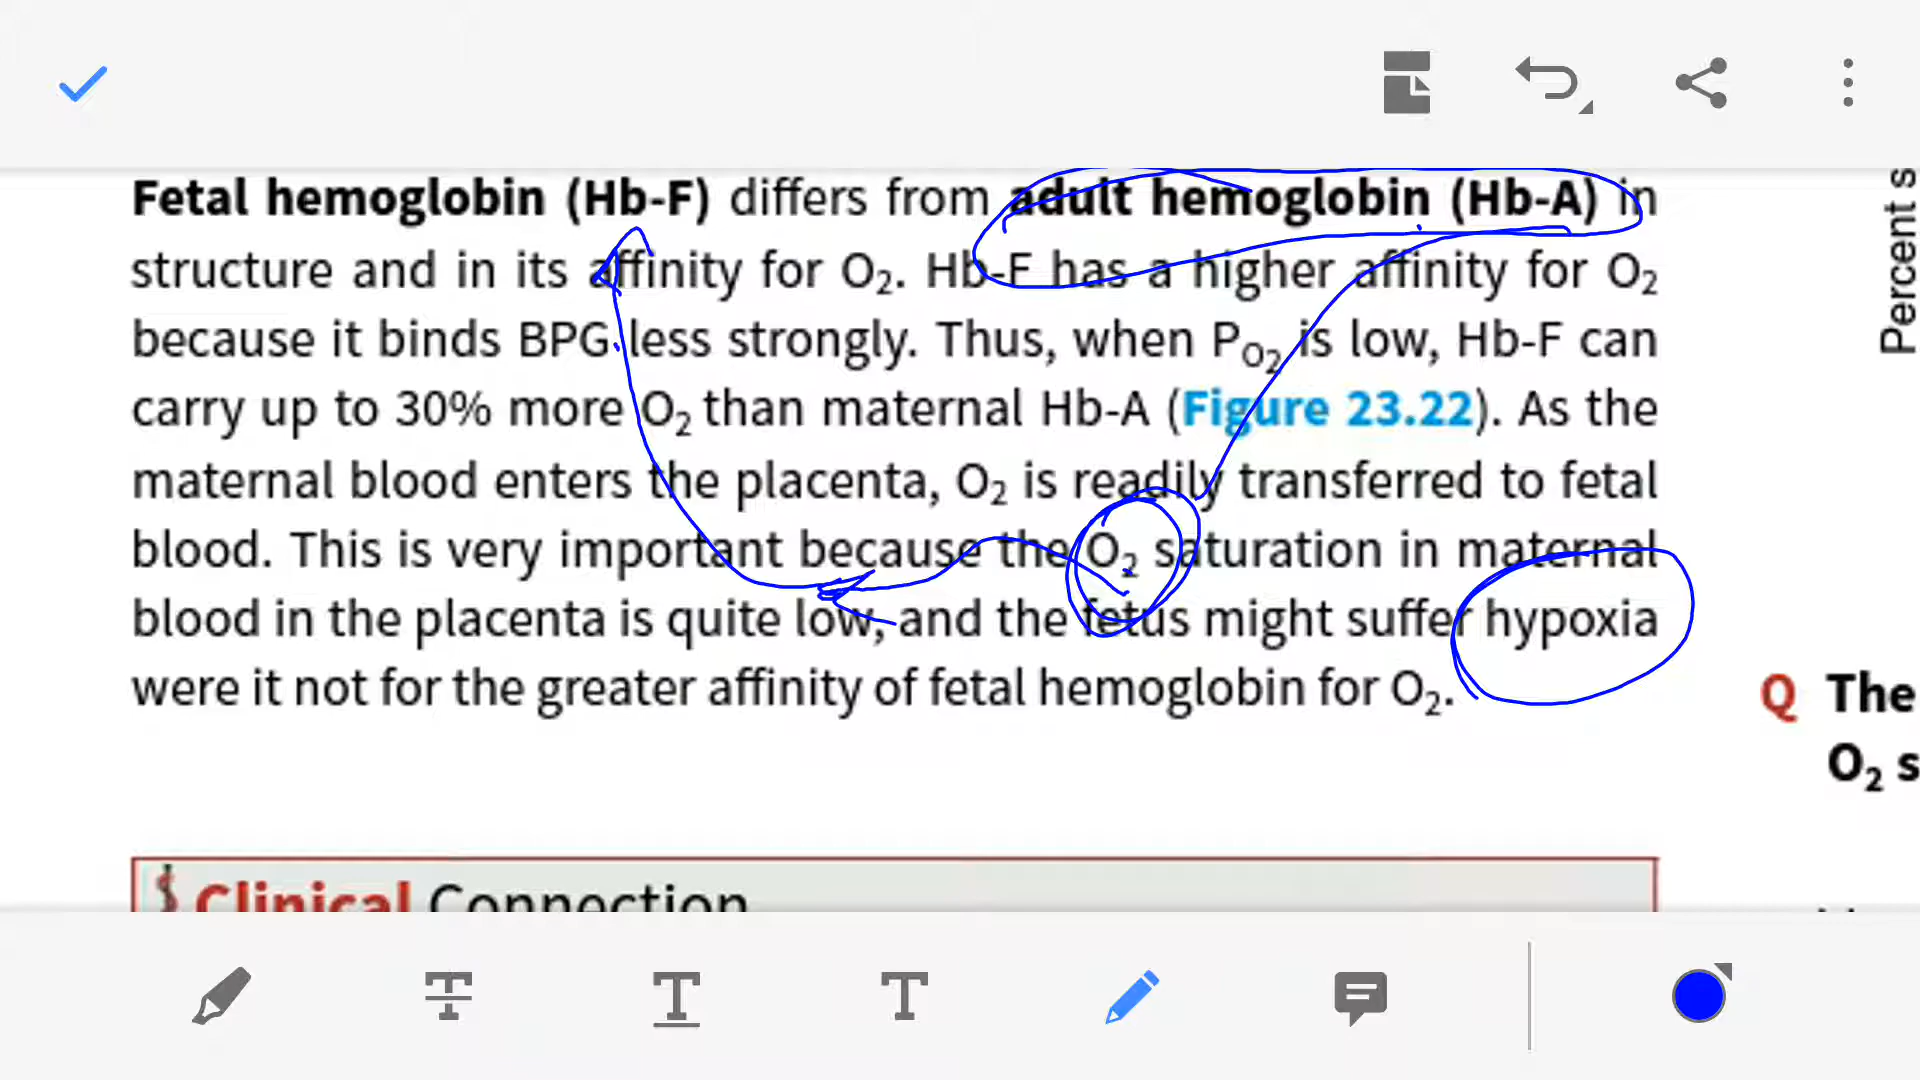 Fetal hemoglobin (Hb-F) differs from adult hemoglobin (Hb-A) in
structure and in its affinity for O₂. Hb-F has a higher affinity for O₂
because it binds BPG less strongly. Thus, when P_O₂ is low, Hb-F can
carry up to 30% more O₂ than maternal Hb-A (Figure 23.22). As the
maternal blood enters the placenta, O₂ is readily transferred to fetal
blood. This is very important because the O₂ saturation in maternal
blood in the placenta is quite low, and the fetus might suffer hypoxia
were it not for the greater affinity of fetal hemoglobin for O₂.
Clinical Connection
Percent s
Q The
O₂ s